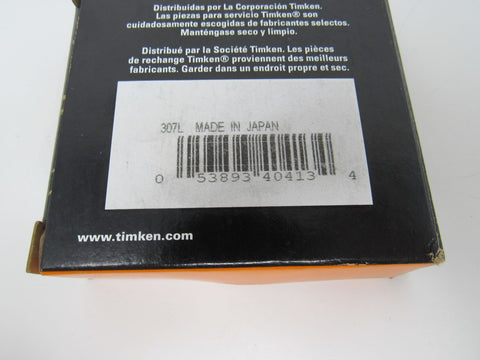 Distribuidas por La Corporación Timken.
Las piezas para servicio Timken® son
cuidadosamente escogidas de fabricantes selectos.
Manténgase seco y limpio.
Distribué par la Société Timken. Les pièces
de rechange Timken® proviennent des meilleurs
fabricants. Garder dans un endroit propre et sec.
307L MADE IN JAPAN
0 53893 40413 4
www.timken.com